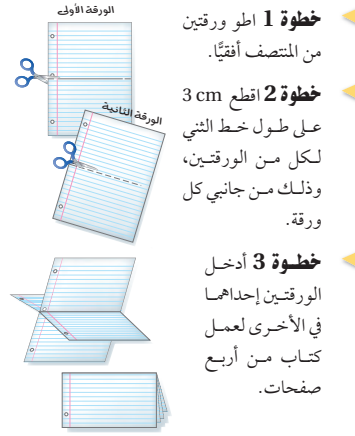 خطوة 1 اطو ورقتين
من المنتصف أفقيًّا.
خطوة 2 اقطع 3 cm
على طول خط الثني
لكل من الورقتين،
وذلك من جانبي كل
ورقة.
خطوة 3 أدخل
الورقتين إحداهما
في الأخرى لعمل
كتاب من أربع
صفحات.
الورقة الأولى
الورقة الثانية